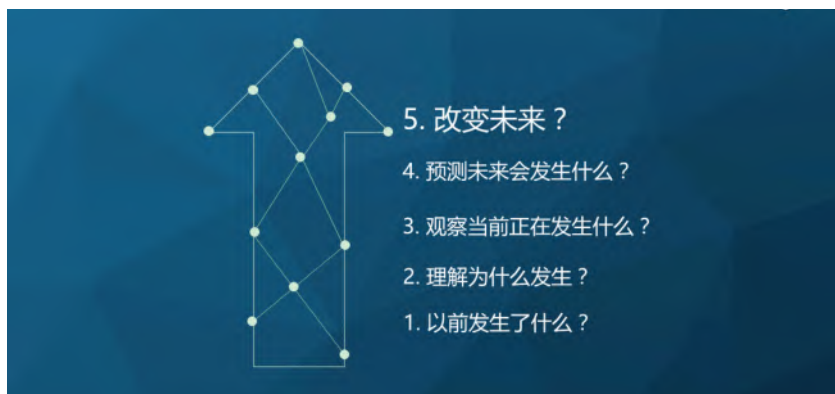 5. 改变未来？
4. 预测未来会发生什么？
3. 观察当前正在发生什么？
2. 理解为什么发生？
1. 以前发生了什么？